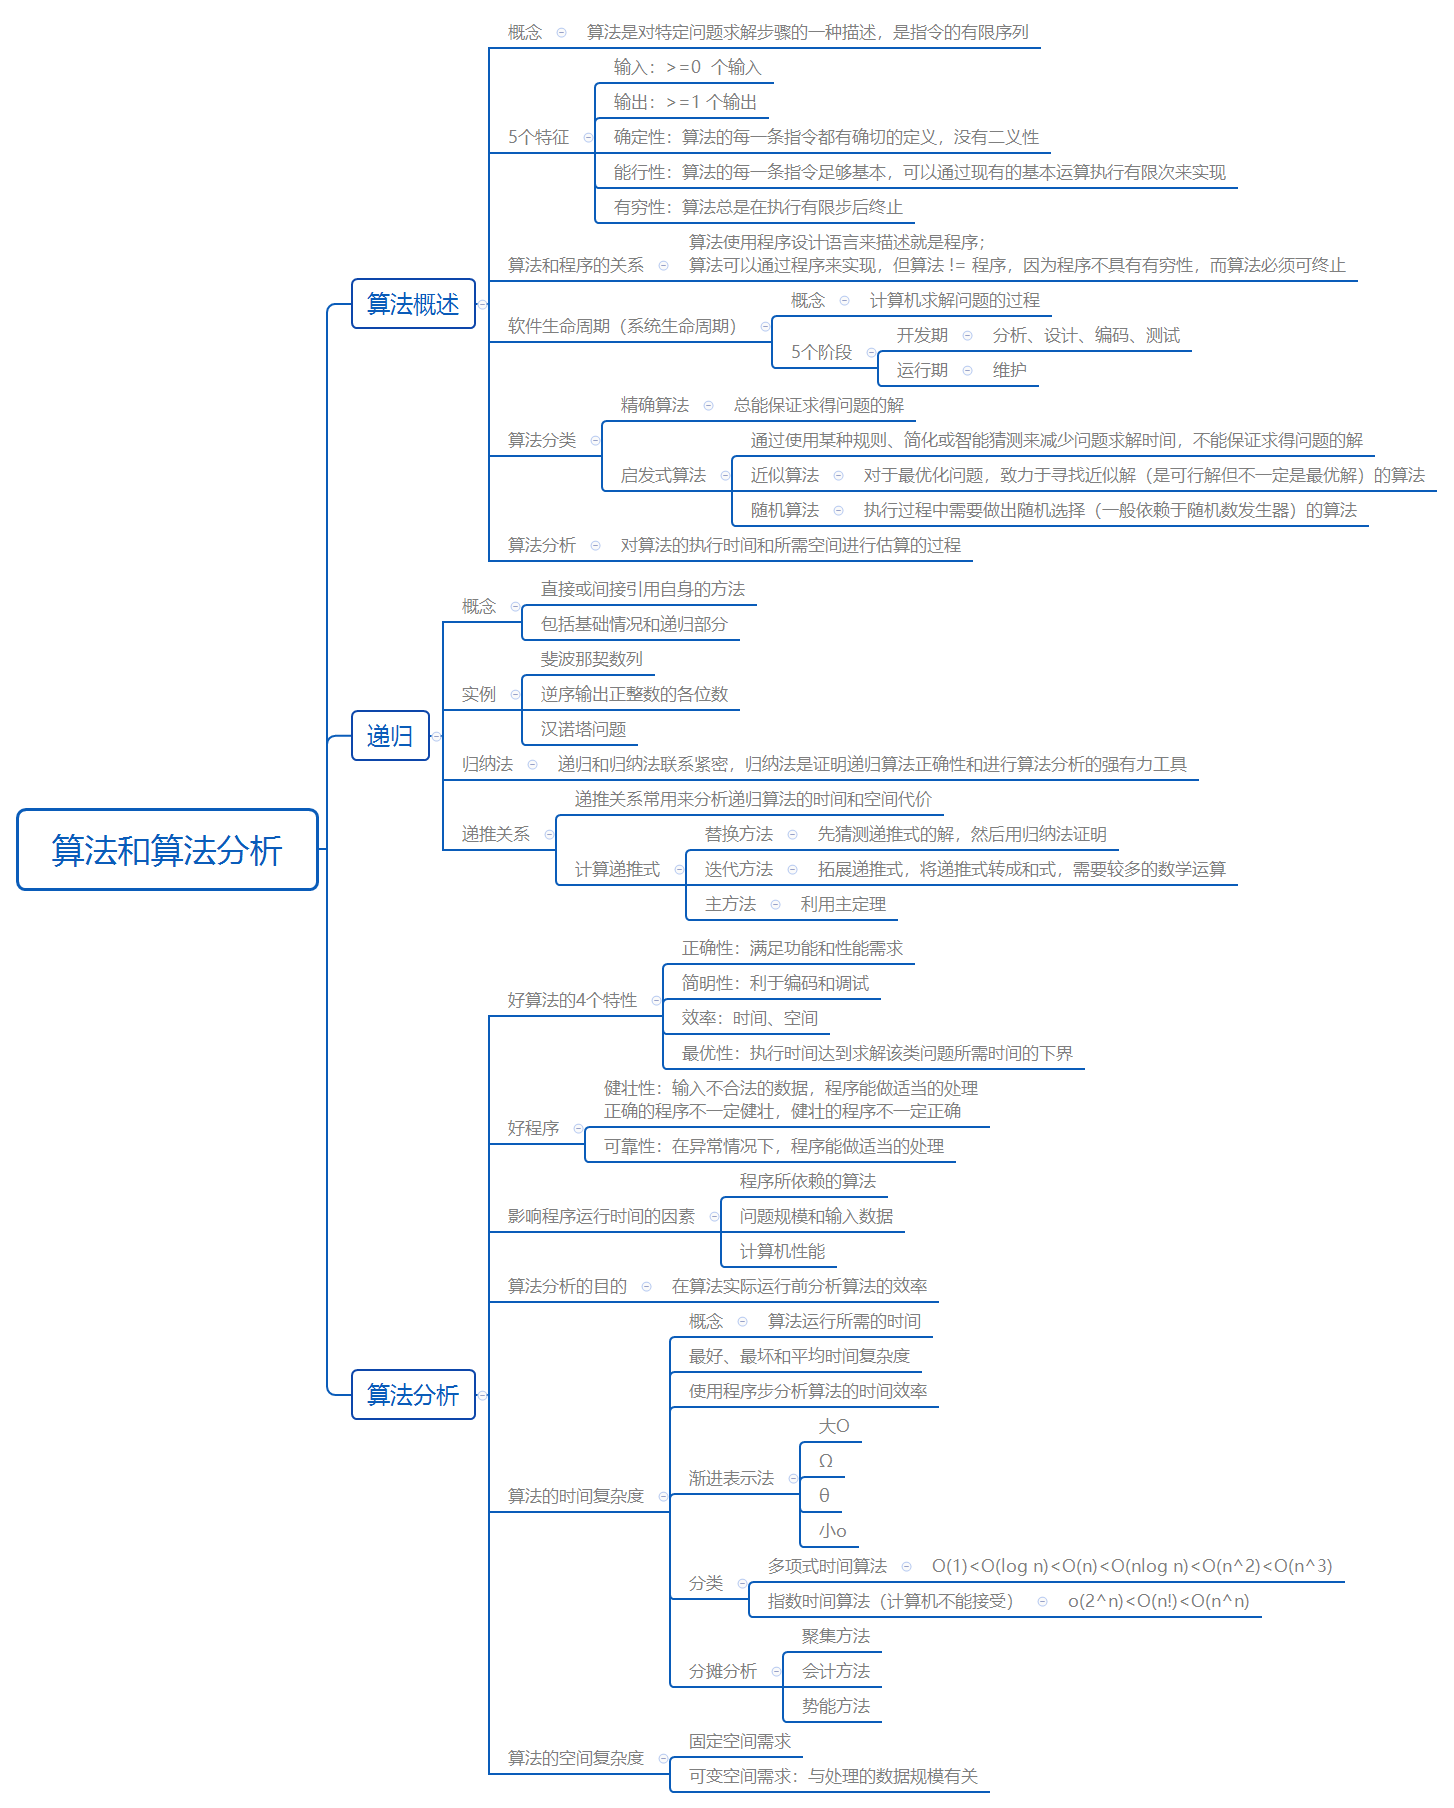 算法和算法分析
算法概述
概念
算法是对特定问题求解步骤的一种描述，是指令的有限序列
5个特征
输入：>=0 个输入
输出：>=1 个输出
确定性：算法的每一条指令都有确切的定义，没有二义性
能行性：算法的每一条指令足够基本，可以通过现有的基本运算执行有限次来实现
有穷性：算法总是在执行有限步后终止
算法和程序的关系
算法使用程序设计语言来描述就是程序；
算法可以通过程序来实现，但算法 != 程序，因为程序不具有有穷性，而算法必须可终止
软件生命周期（系统生命周期）
概念
计算机求解问题的过程
5个阶段
开发期
分析、设计、编码、测试
运行期
维护
算法分类
精确算法
总能保证求得问题的解
启发式算法
通过使用某种规则、简化或智能猜测来减少问题求解时间，不能保证求得问题的解
近似算法
对于最优化问题，致力于寻找近似解（是可行解但不一定是最优解）的算法
随机算法
执行过程中需要做出随机选择（一般依赖于随机数发生器）的算法
算法分析
对算法的执行时间和所需空间进行估算的过程
递归
概念
直接或间接引用自身的方法
包括基础情况和递归部分
实例
斐波那契数列
逆序输出正整数的各位数
汉诺塔问题
归纳法
递归和归纳法联系紧密，归纳法是证明递归算法正确性和进行算法分析的强有力工具
递推关系
递推关系常用来分析递归算法的时间和空间代价
计算递推式
替换方法
先猜测递推式的解，然后用归纳法证明
迭代方法
拓展递推式，将递推式转成和式，需要较多的数学运算
主方法
利用主定理
算法分析
好算法的4个特性
正确性：满足功能和性能需求
简明性：利于编码和调试
效率：时间、空间
最优性：执行时间达到求解该类问题所需时间的下界
好程序
健壮性：输入不合法的数据，程序能做适当的处理
正确的程序不一定健壮，健壮的程序不一定正确
可靠性：在异常情况下，程序能做适当的处理
影响程序运行时间的因素
程序所依赖的算法
问题规模和输入数据
计算机性能
算法分析的目的
在算法实际运行前分析算法的效率
算法的时间复杂度
概念
算法运行所需的时间
最好、最坏和平均时间复杂度
使用程序步分析算法的时间效率
渐进表示法
大O
Ω
θ
小o
分类
多项式时间算法
O(1)<O(log n)<O(n)<O(nlog n)<O(n^2)<O(n^3)
指数时间算法（计算机不能接受）
o(2^n)<O(n!)<O(n^n)
分摊分析
聚集方法
会计方法
势能方法
算法的空间复杂度
固定空间需求
可变空间需求：与处理的数据规模有关